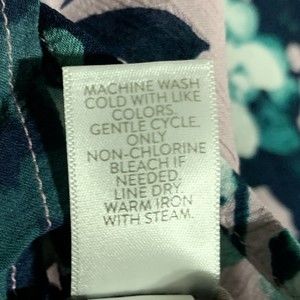 MACHINE WASH
COLD WITH LIKE
COLORS.
GENTLE CYCLE.
ONLY
NON-CHLORINE
BLEACH IF
NEEDED.
LINE DRY.
WARM IRON
WITH STEAM.